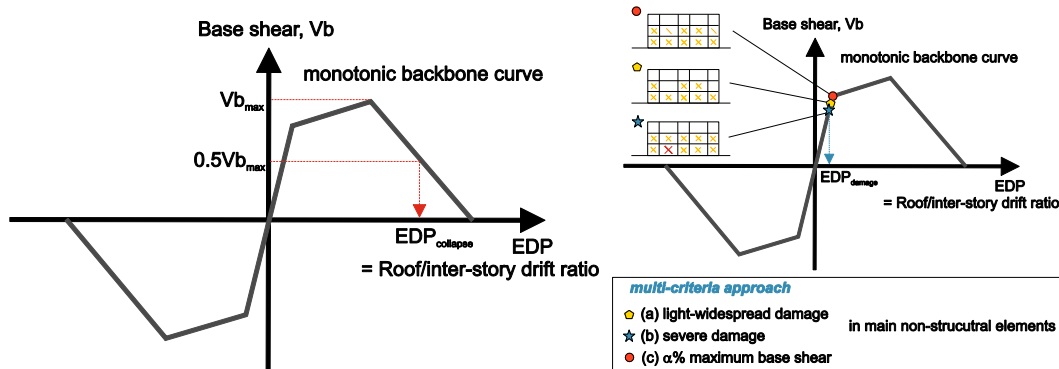 Base shear, Vb
monotonic backbone curve
Vbmax
0.5Vbmax
EDPcollapse
EDP
= Roof/inter-story drift ratio
Base shear, Vb
monotonic backbone curve
EDPdamage
EDP
= Roof/inter-story drift ratio
multi-criteria approach
(a) light-widespread damage
(b) severe damage
(c) α% maximum base shear
in main non-strucutral elements